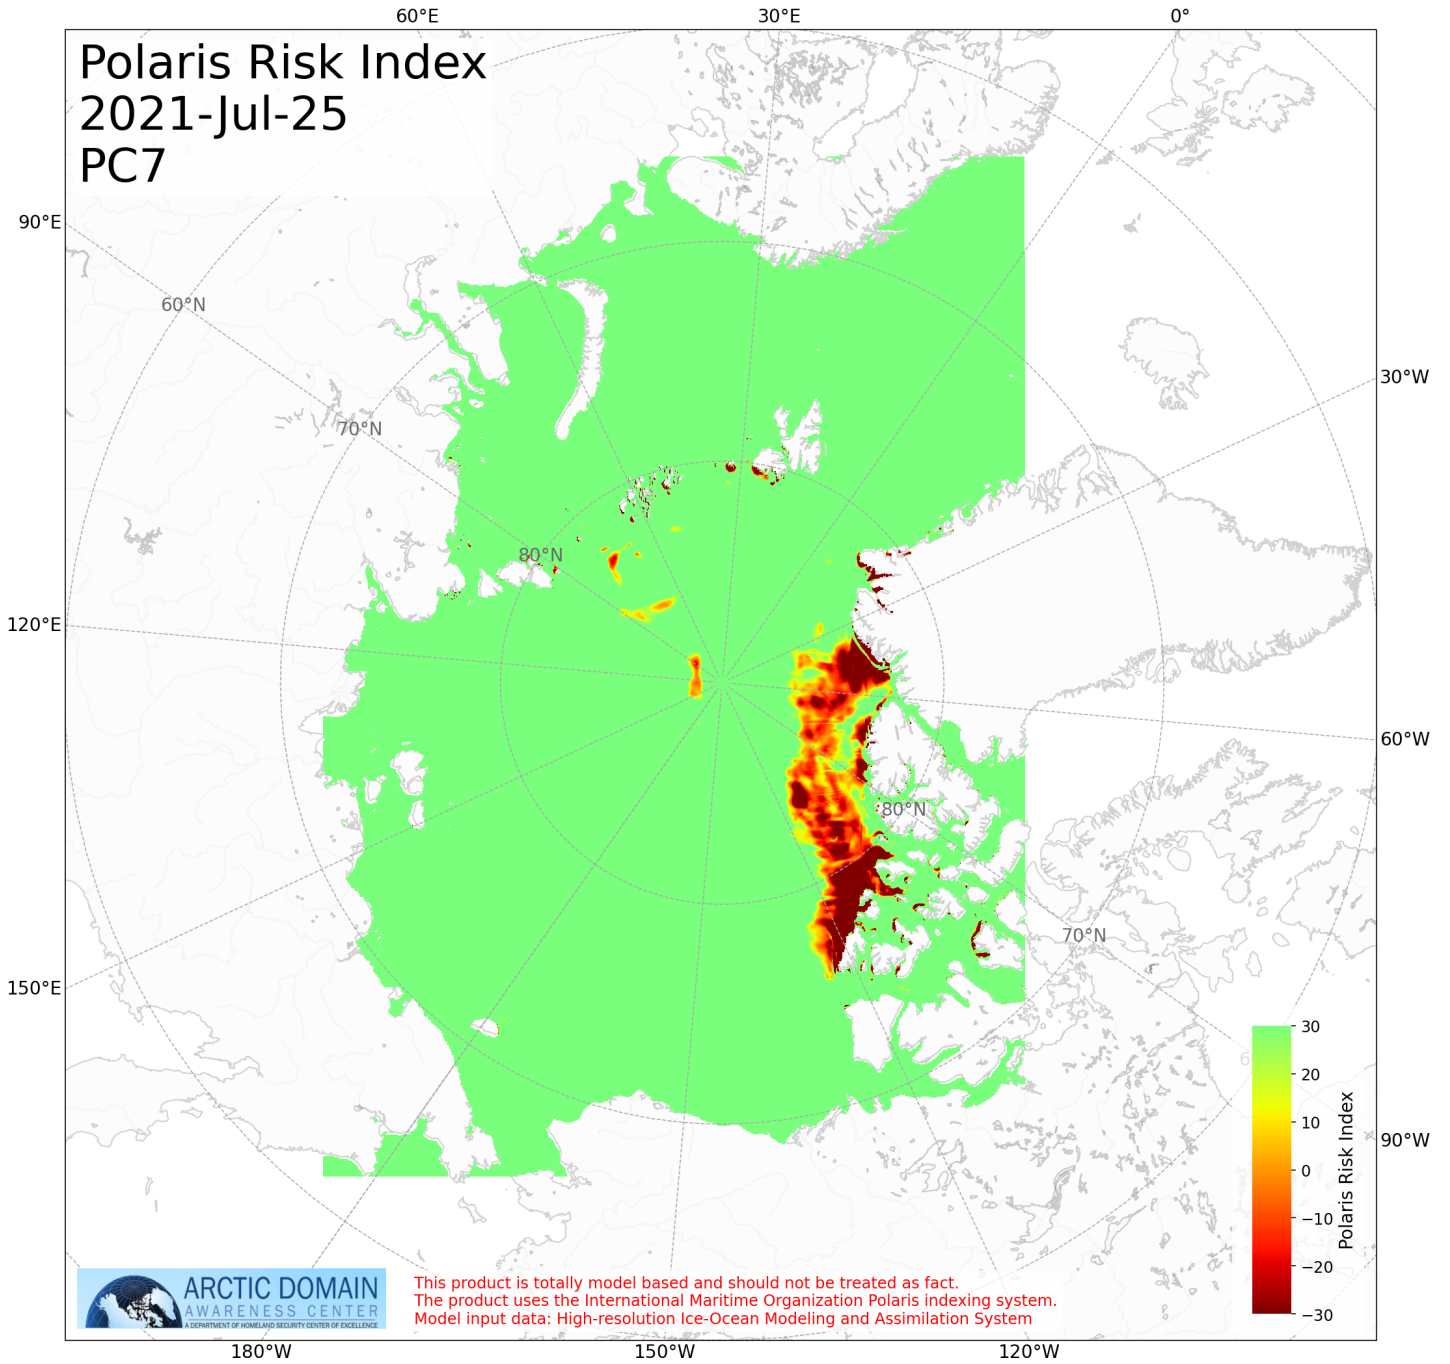 60°E 30°E 0°
Polaris Risk Index
2021-Jul-25
PC7
90°E
60°N
30°W
70°N
80°N
120°E
60°W
80°N
70°N
150°E
30
20
10
0
−10
−20
−30
Polaris Risk Index
90°W
ARCTIC DOMAIN
AWARENESS CENTER
A DEPARTMENT OF HOMELAND SECURITY CENTER OF EXCELLENCE
This product is totally model based and should not be treated as fact.
The product uses the International Maritime Organization Polaris indexing system.
Model input data: High-resolution Ice-Ocean Modeling and Assimilation System
180°W 150°W 120°W